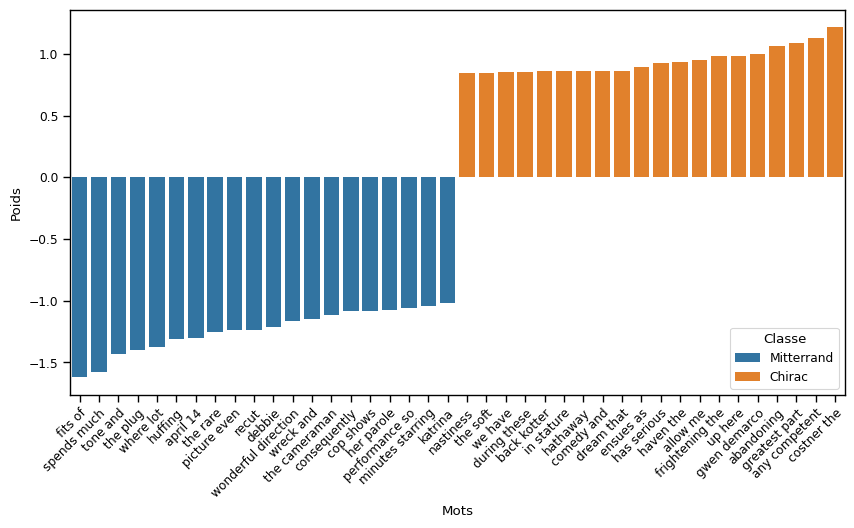 1.0
0.5
0.0
−0.5
−1.0
−1.5
Poids
fits of
spends much
tone and
the plug
where lot
huffing
april 14
the rare
picture even
recut
debbie
wonderful direction
wreck and
the cameraman
consequently
cop shows
her parole
performance so
minutes starring
katrina
nastiness
the soft
we have
during these
back kotter
in stature
hathaway
comedy and
dream that
ensues as
has serious
haven the
allow me
frightening the
up here
gwen demarco
abandoning
greatest part
any competent
costner the
Mots
Classe
Mitterrand
Chirac